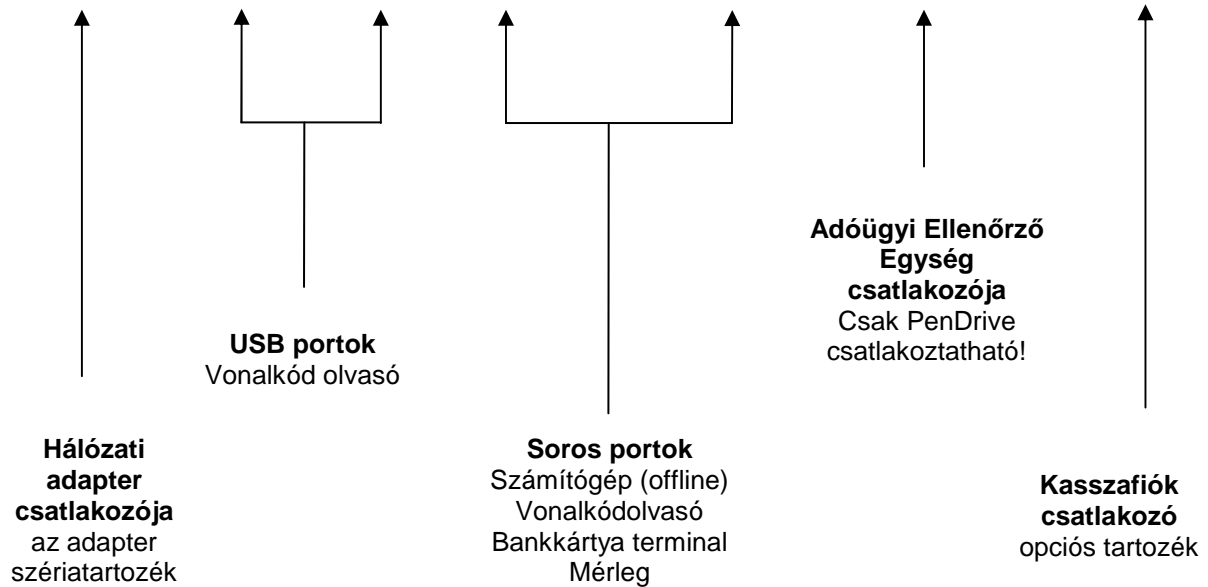 Hálózati
adapter
csatlakozója
az adapter
szériatartozék
USB portok
Vonalkód olvasó
Soros portok
Számítógép (offline)
Vonalkódolvasó
Bankkártya terminal
Mérleg
Adóügyi Ellenőrző
Egység
csatlakozója
Csak PenDrive
csatlakoztatható!
Kasszafiók
csatlakozó
opciós tartozék